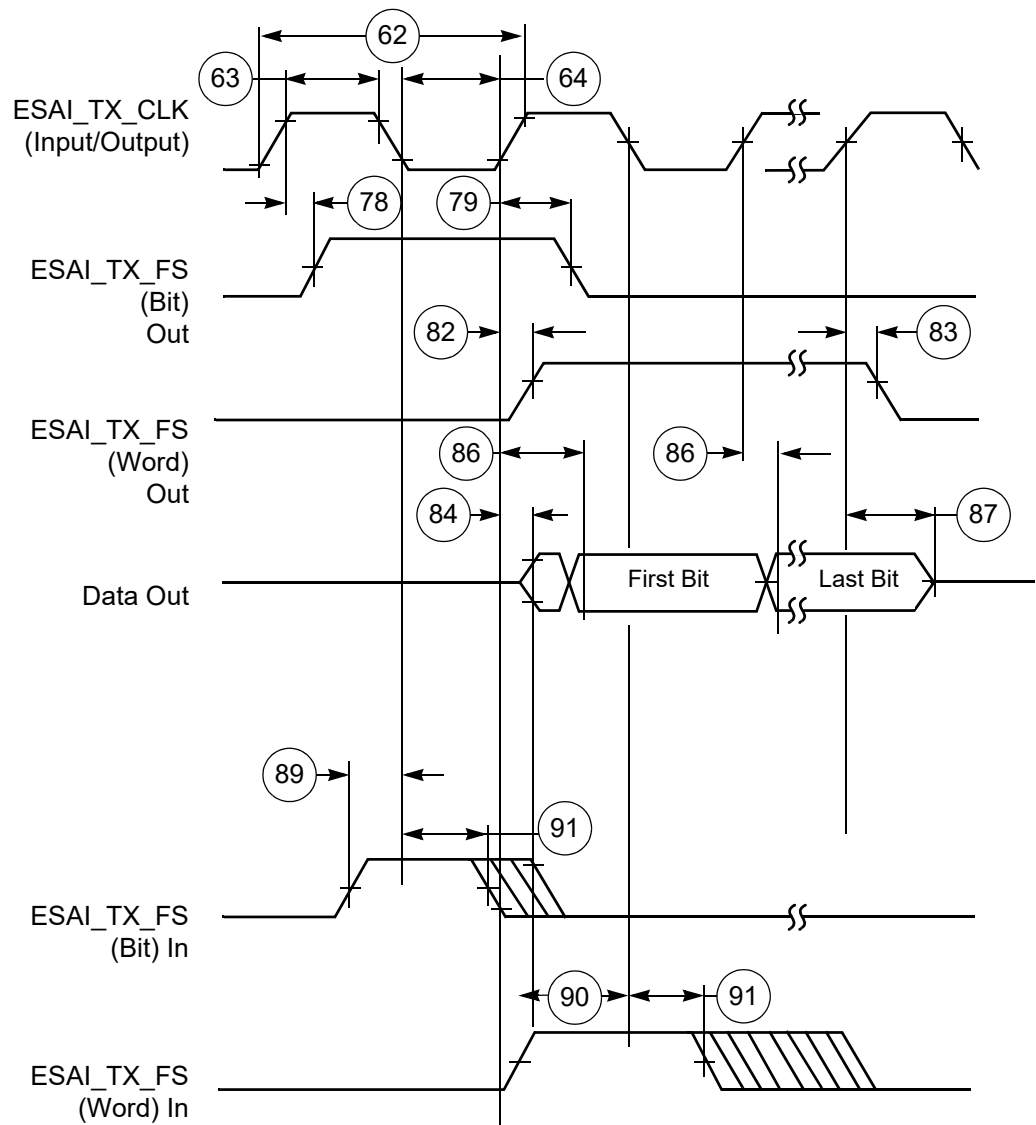 62
63
64
ESAI_TX_CLK
(Input/Output)
78
79
ESAI_TX_FS
(Bit)
Out
82
83
ESAI_TX_FS
(Word)
Out
86
86
84
87
Data Out
First Bit
Last Bit
89
91
ESAI_TX_FS
(Bit) In
90
91
ESAI_TX_FS
(Word) In